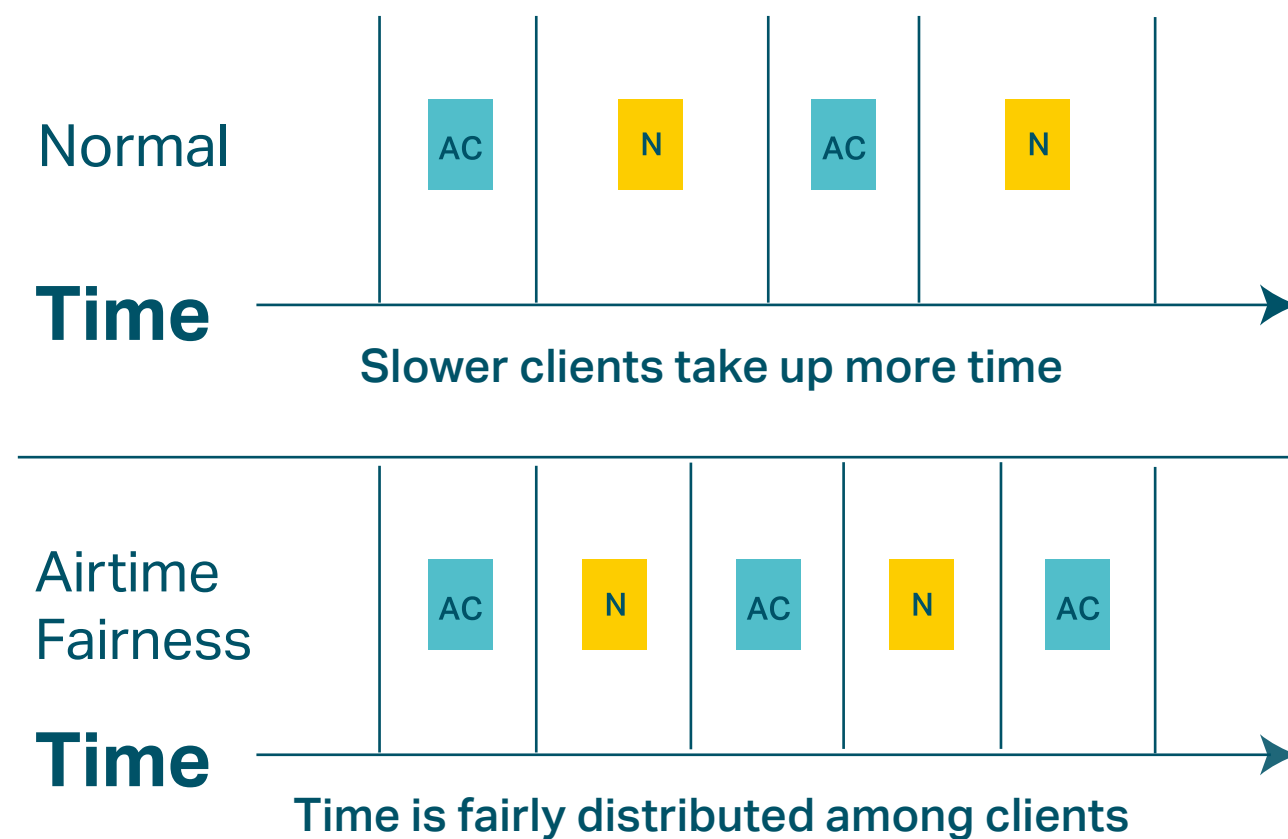 Normal
AC
N
AC
N
Time
Slower clients take up more time
Airtime
Fairness
AC
N
AC
N
AC
Time
Time is fairly distributed among clients